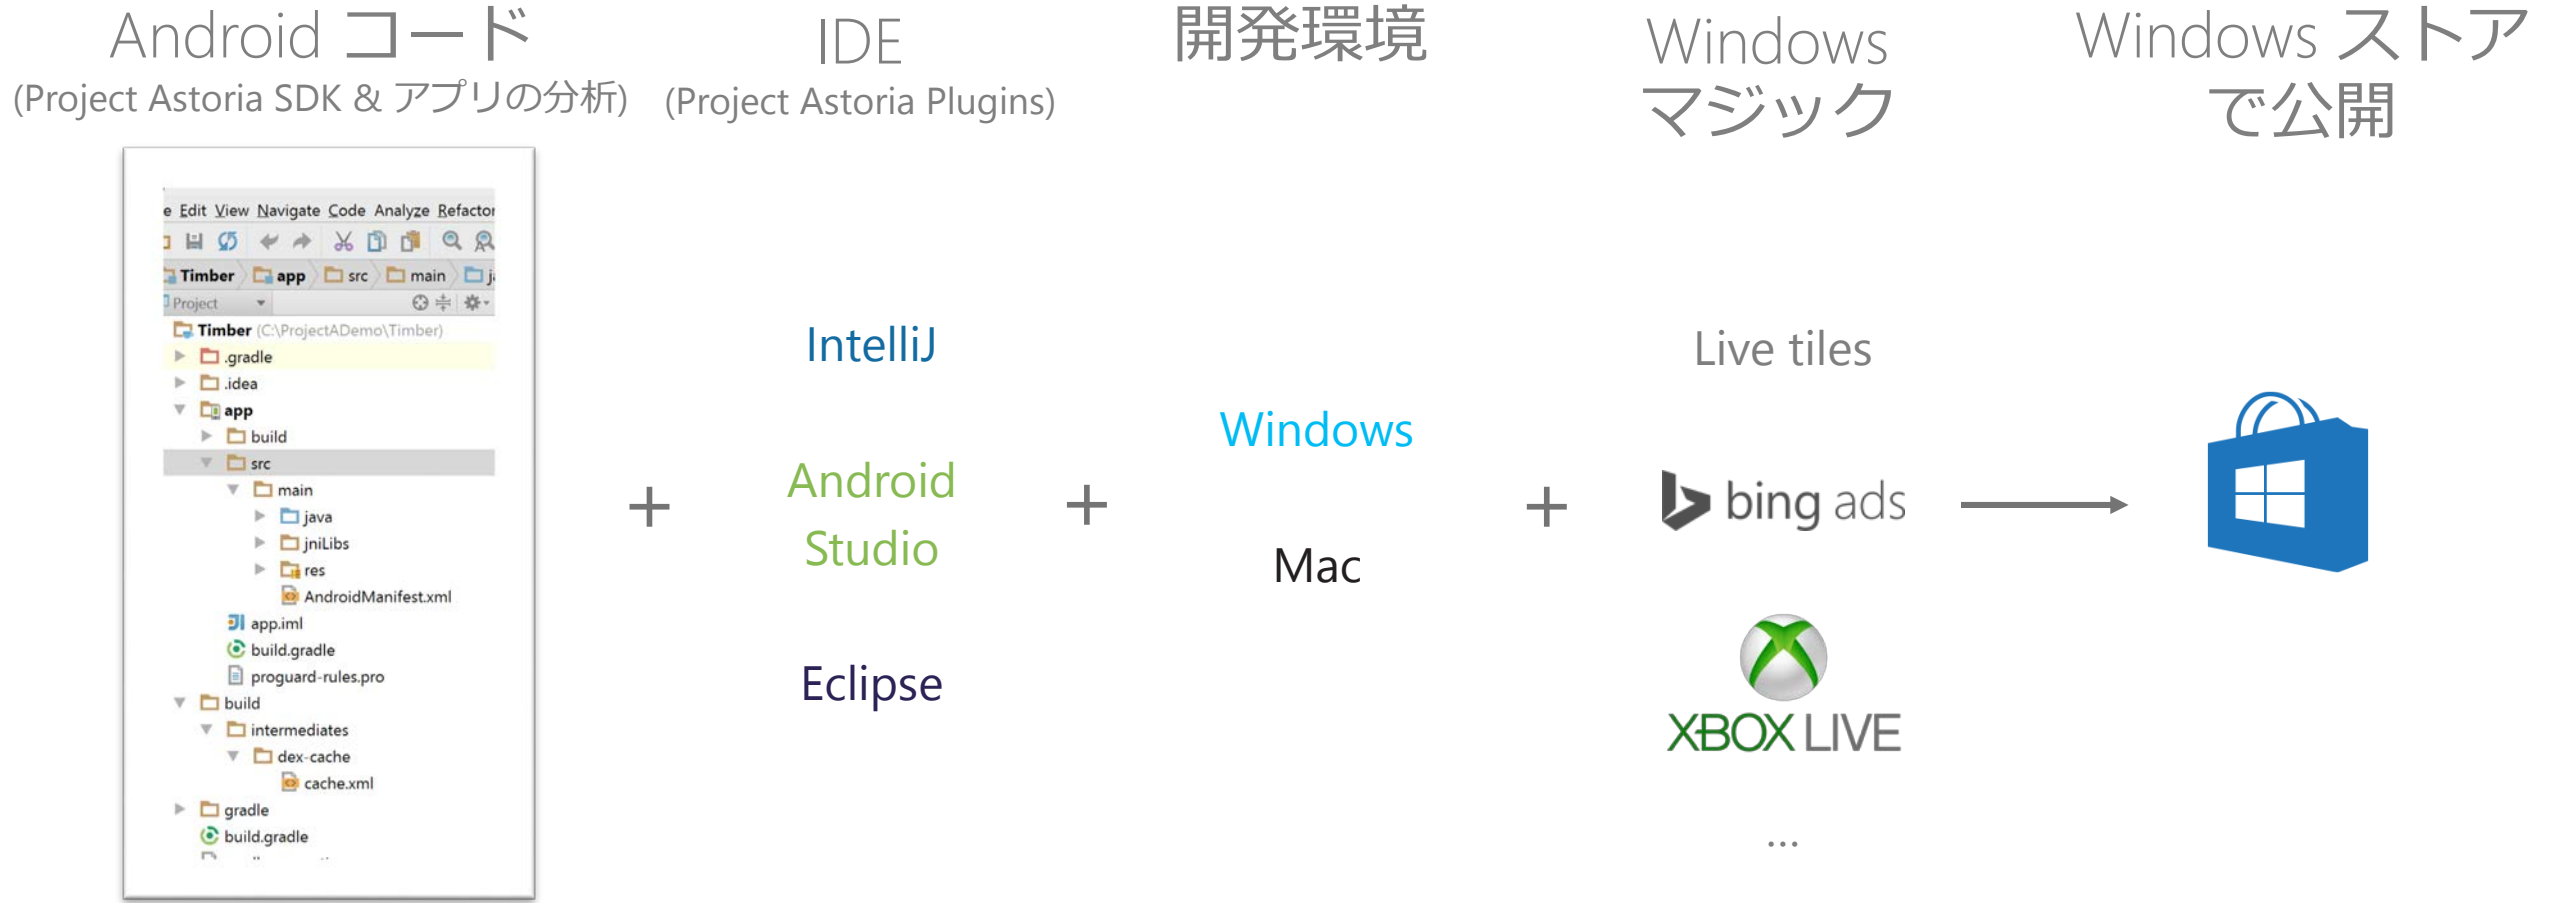 Android コード
(Project Astoria SDK & アプリの分析)
IDE
(Project Astoria Plugins)
開発環境
Windows
マジック
Windows ストア
で公開
e Edit View Navigate Code Analyze Refactor
Timber app src main j
Project
Timber (C:\ProjectADemo\Timber)
.gradle
.idea
app
build
src
main
java
jniLibs
res
AndroidManifest.xml
app.iml
build.gradle
proguard-rules.pro
build
intermediates
dex-cache
cache.xml
gradle
build.gradle
+
IntelliJ
Android
Studio
Eclipse
+
Windows
Mac
+
Live tiles
bing ads
XBOX LIVE
...